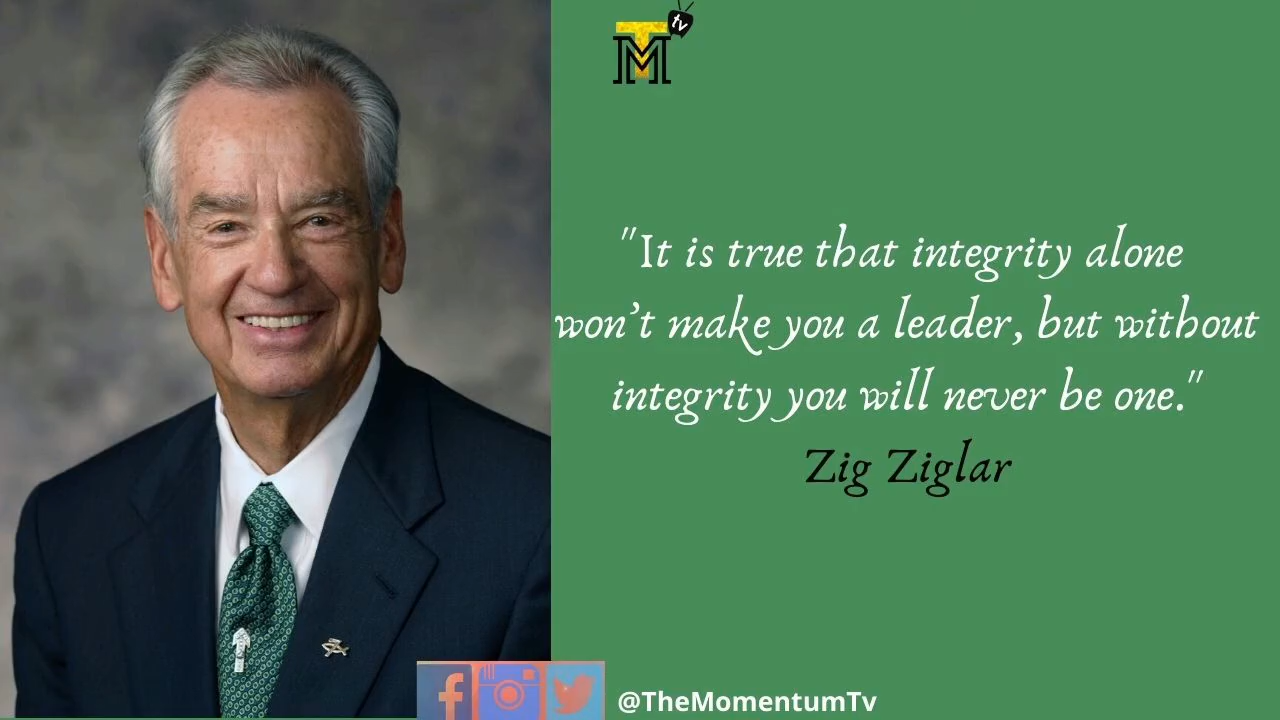 TM tv
"It is true that integrity alone
won't make you a leader, but without
integrity you will never be one."
Zig Ziglar
@TheMomentumTv